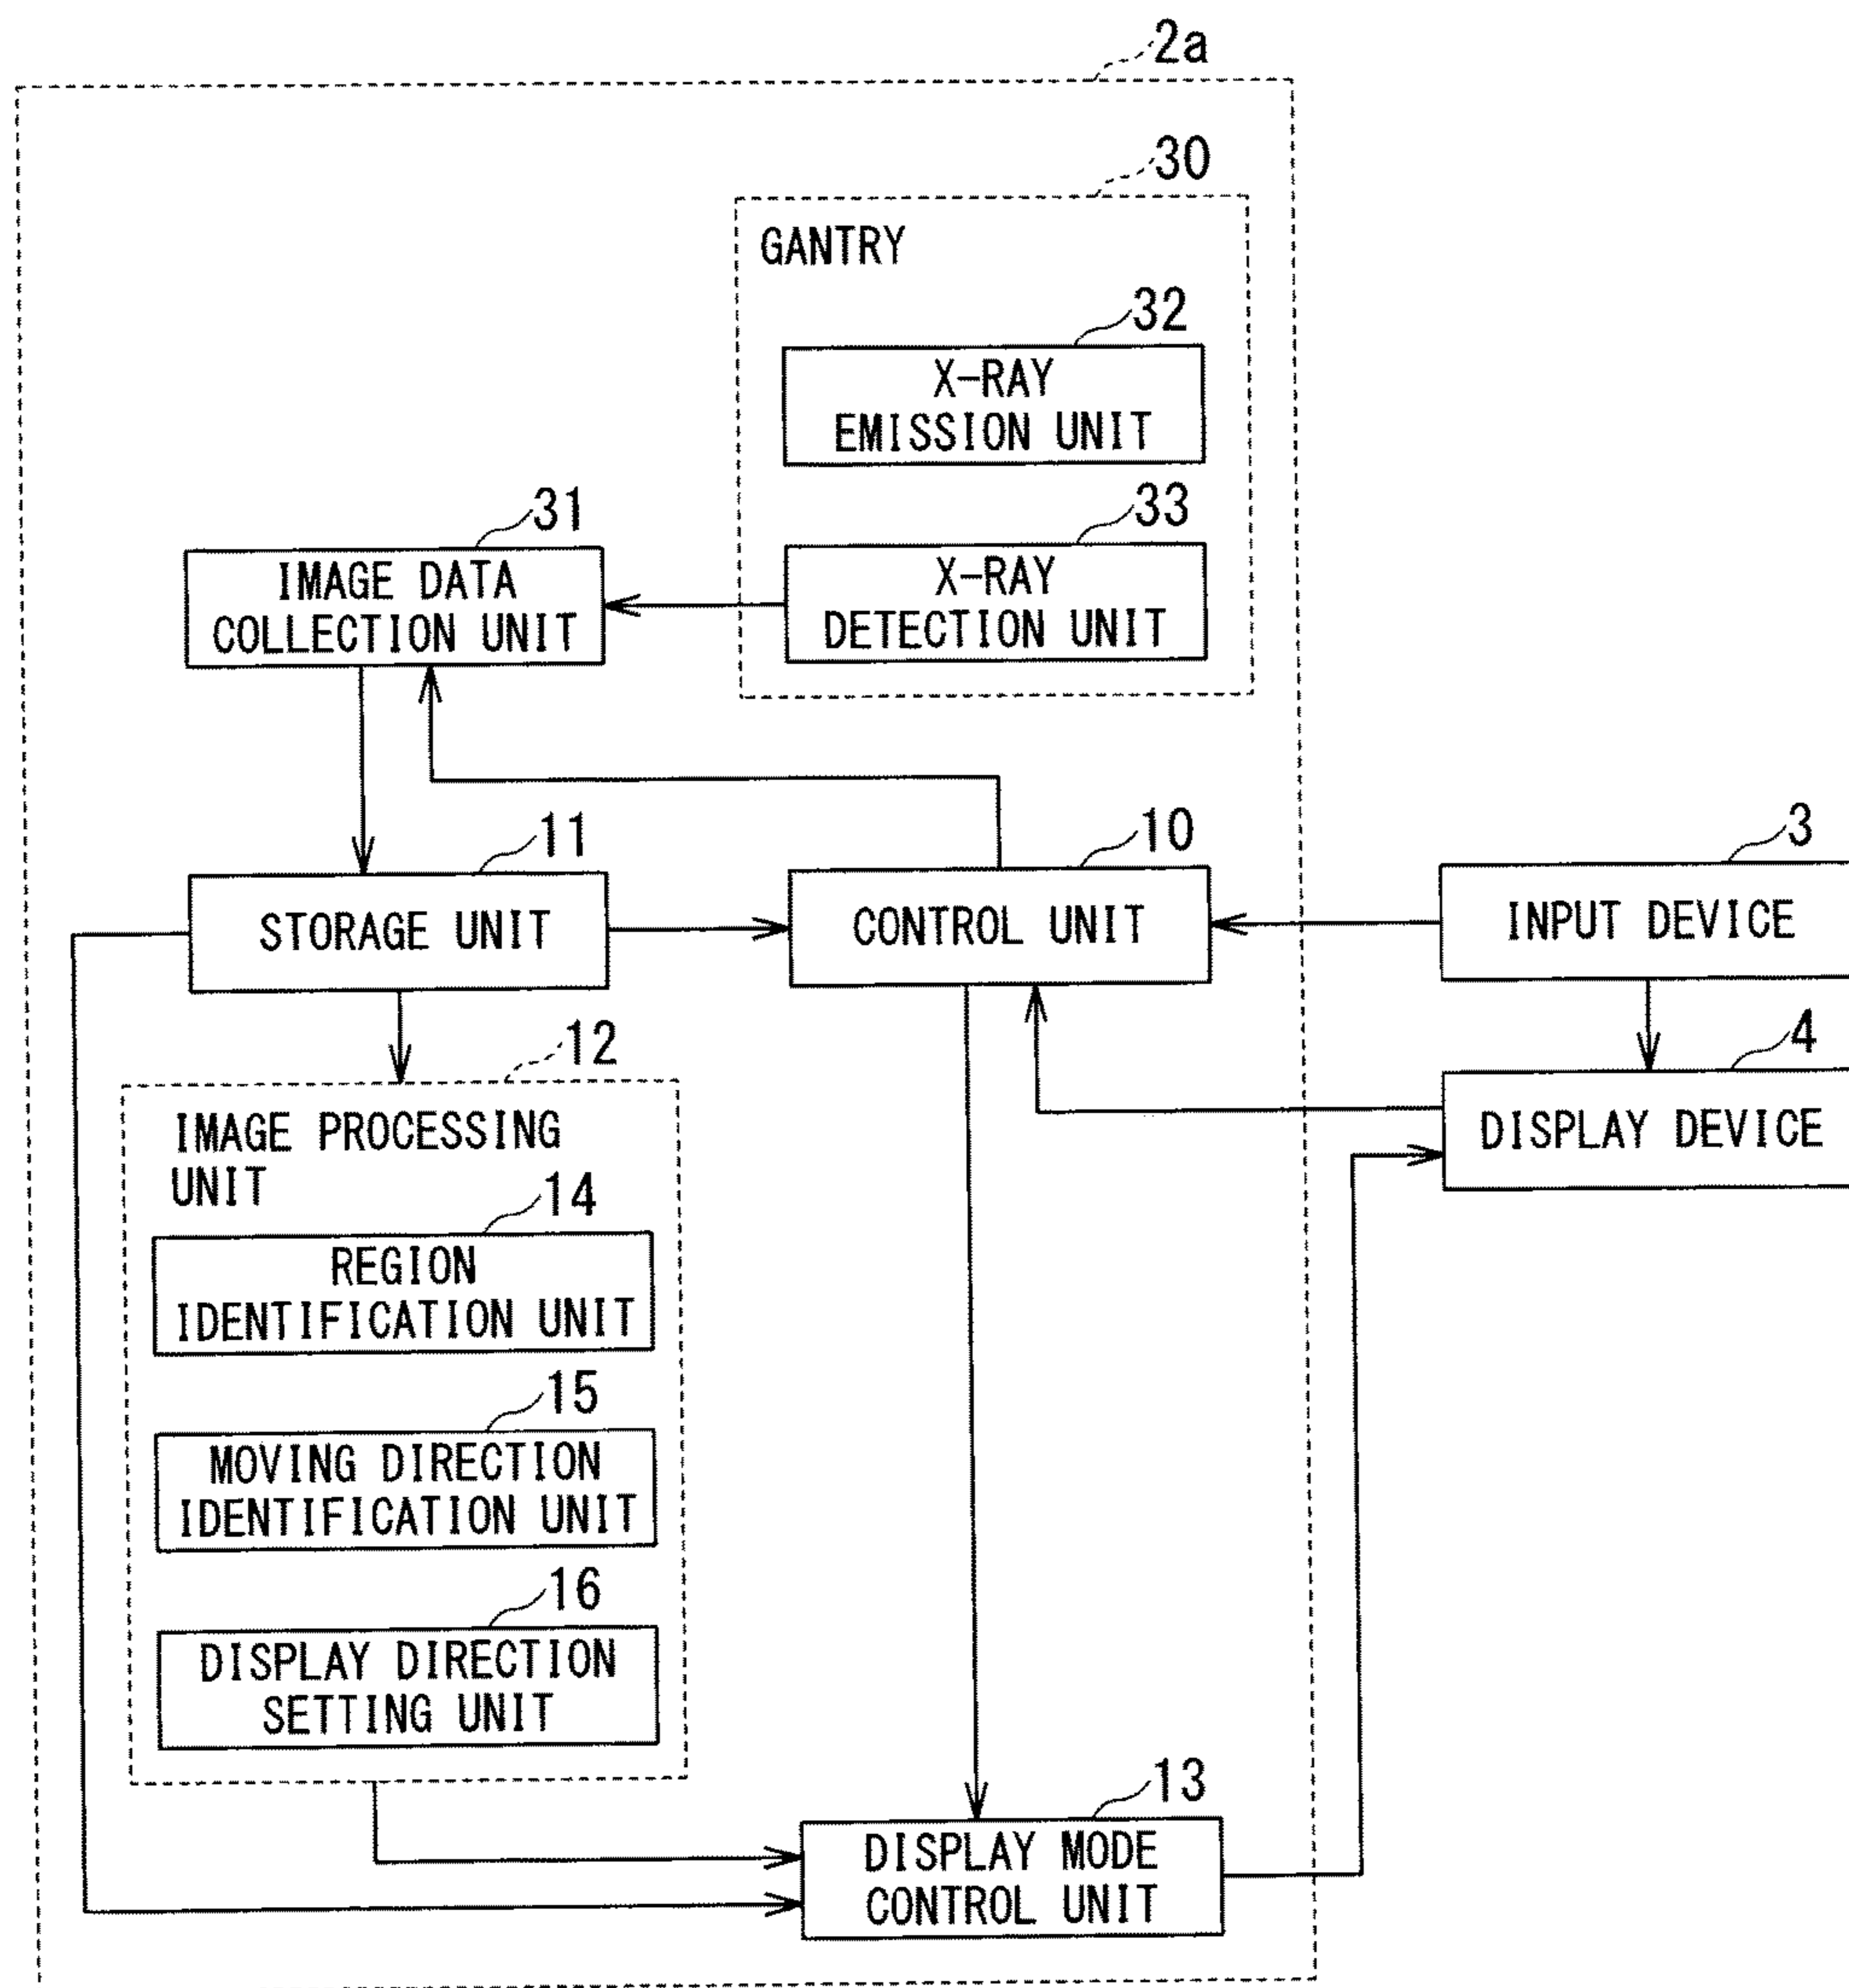 2a
30
GANTRY
32
X-RAY
EMISSION UNIT
31
33
IMAGE DATA
COLLECTION UNIT
X-RAY
DETECTION UNIT
11
10
3
STORAGE UNIT
CONTROL UNIT
INPUT DEVICE
12
4
IMAGE PROCESSING
UNIT
DISPLAY DEVICE
14
REGION
IDENTIFICATION UNIT
15
MOVING DIRECTION
IDENTIFICATION UNIT
16
DISPLAY DIRECTION
SETTING UNIT
13
DISPLAY MODE
CONTROL UNIT